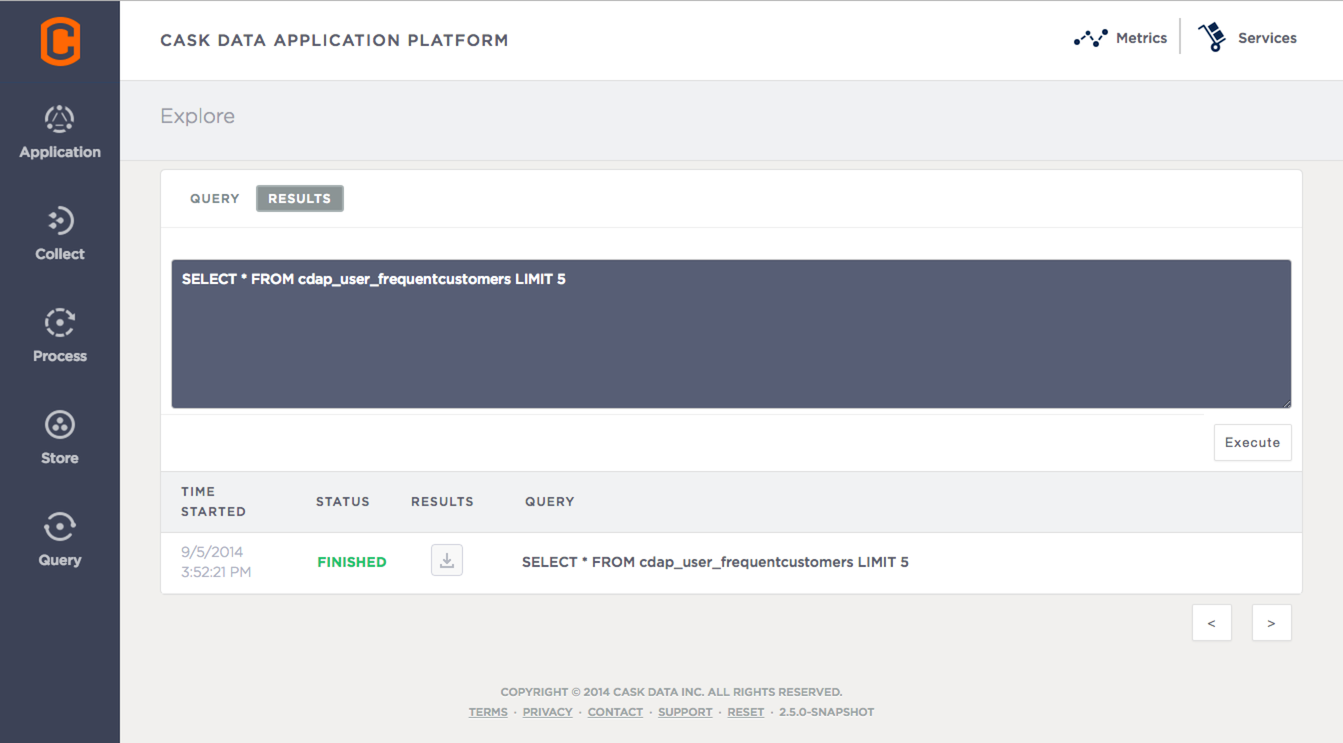 CASK DATA APPLICATION PLATFORM
Metrics
Services
Application
Collect
Process
Store
Query
Explore
QUERY RESULTS
SELECT * FROM cdap_user_frequentcustomers LIMIT 5
Execute
TIME
STARTED
STATUS
RESULTS
QUERY
9/5/2014
3:52:21 PM
FINISHED
SELECT * FROM cdap_user_frequentcustomers LIMIT 5
< >
COPYRIGHT © 2014 CASK DATA INC. ALL RIGHTS RESERVED.
TERMS · PRIVACY · CONTACT · SUPPORT · RESET · 2.5.0-SNAPSHOT